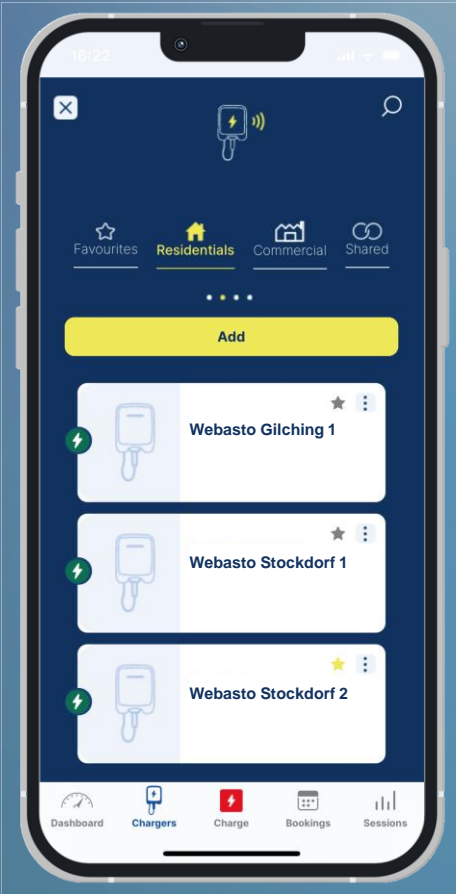 16:22
Favourites Residentials Commercial Shared
Add
Webasto Gilching 1
Webasto Stockdorf 1
Webasto Stockdorf 2
Dashboard Chargers Charge Bookings Sessions